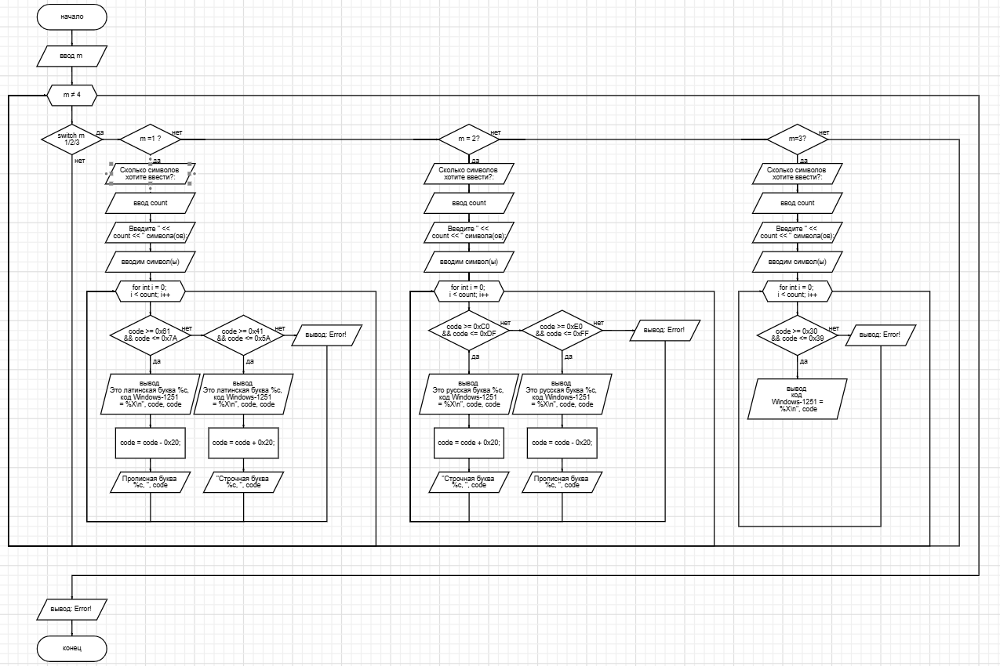 начало
ввод m
m ≠ 4
switch m
1/2/3
да
нет
m =1 ?
нет
да
Сколько символов
хотите ввести?:
ввод count
Введите " <<
count << " символа(ов):
вводим символ(ы)
for int i = 0;
i < count; i++
code >= 0x61
&& code <= 0x7A
нет
да
code >= 0x41
&& code <= 0x5A
нет
да
вывод: Error!
вывод
Это латинская буква %c,
код Windows-1251
= %X\n", code, code
вывод
Это латинская буква %c,
код Windows-1251
= %X\n", code, code
code = code - 0x20;
code = code + 0x20;
Прописная буква
%c, ", code
"Строчная буква
%c, ", code
m = 2?
нет
да
Сколько символов
хотите ввести?:
ввод count
Введите " <<
count << " символа(ов):
вводим символ(ы)
for int i = 0;
i < count; i++
code >= 0xC0
&& code <= 0xDF
нет
да
code >= 0xE0
&& code <= 0xFF
нет
да
вывод: Error!
вывод
Это русская буква %c,
код Windows-1251
= %X\n", code, code
вывод
Это русская буква %c,
код Windows-1251
= %X\n", code, code
code = code + 0x20;
code = code - 0x20;
"Строчная буква
%c, ", code
Прописная буква
%c, ", code
m=3?
нет
да
Сколько символов
хотите ввести?:
ввод count
Введите " <<
count << " символа(ов):
вводим символ(ы)
for int i = 0;
i < count; i++
code >= 0x30
&& code <= 0x39
нет
да
вывод: Error!
вывод
код
Windows-1251 =
%X\n", code
вывод: Error!
конец